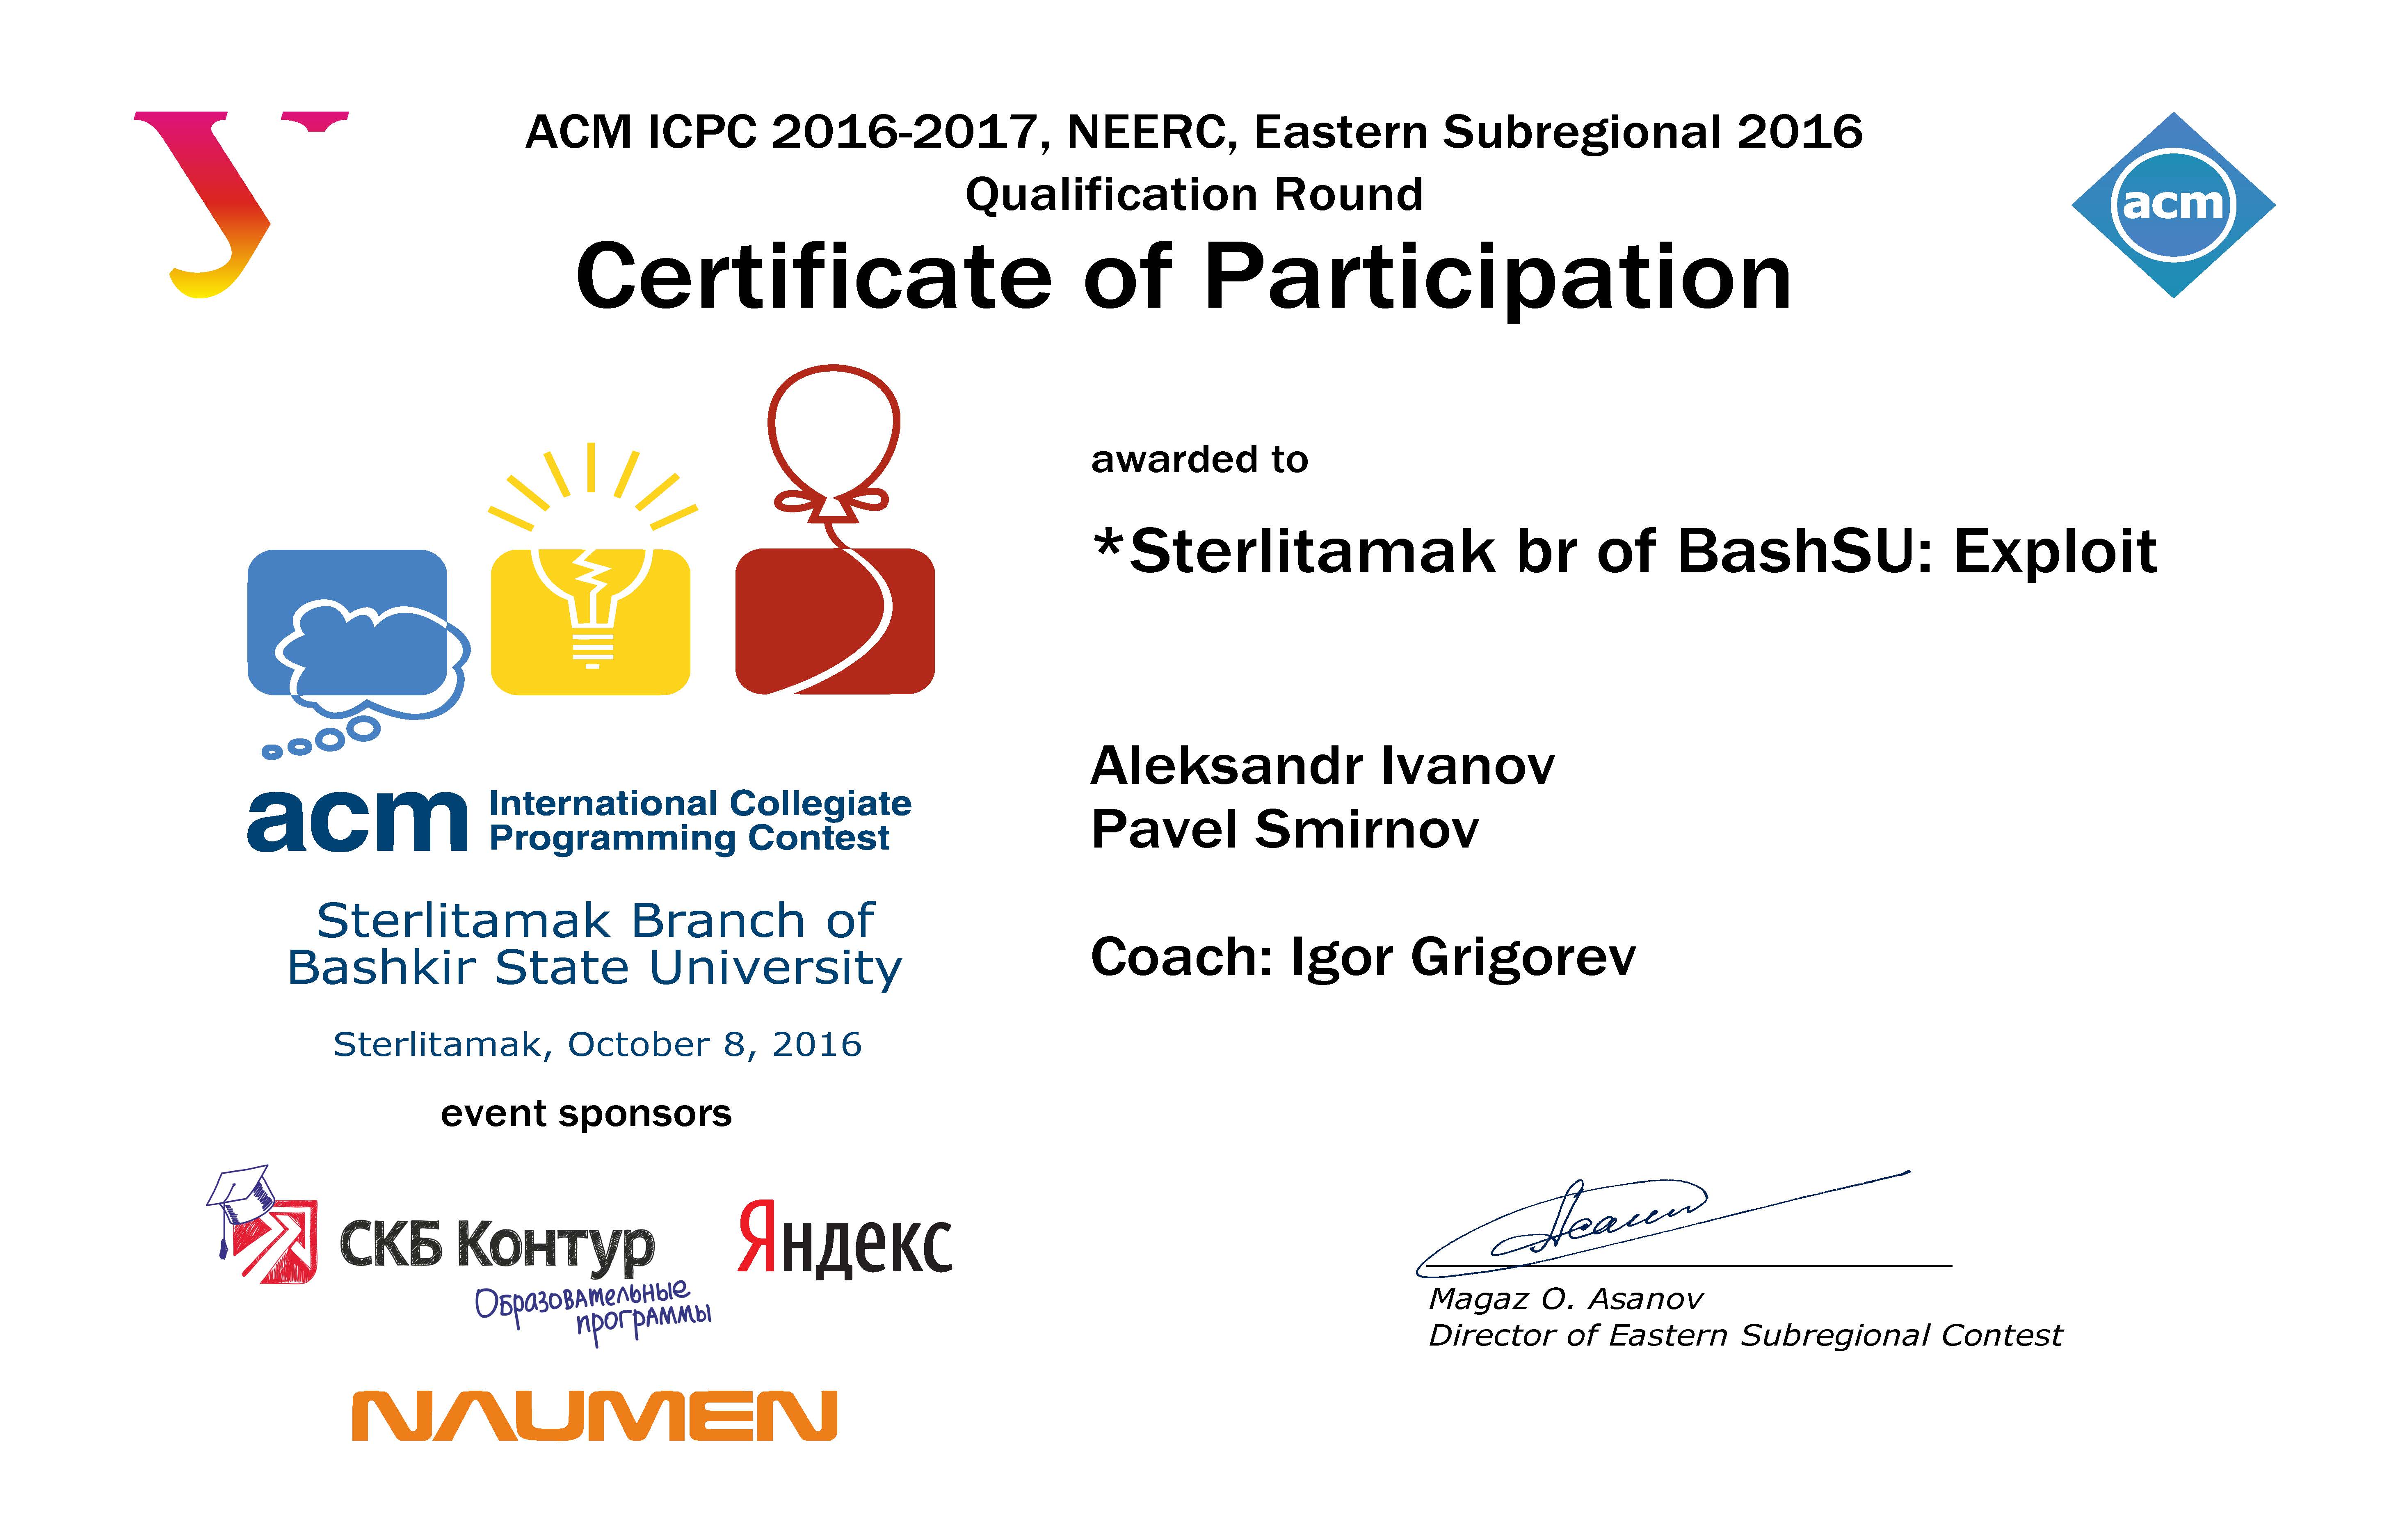 У
ACM ICPC 2016-2017, NEERC, Eastern Subregional 2016
Qualification Round
Certificate of Participation
acm
awarded to
*Sterlitamak br of BashSU: Exploit
Aleksandr Ivanov
Pavel Smirnov
Coach: Igor Grigorev
acm International Collegiate
Programming Contest
Sterlitamak Branch of
Bashkir State University
Sterlitamak, October 8, 2016
event sponsors
СКБ Контур
Образовательные
программы
Яндекс
NAUMEN
Magaz O. Asanov
Director of Eastern Subregional Contest